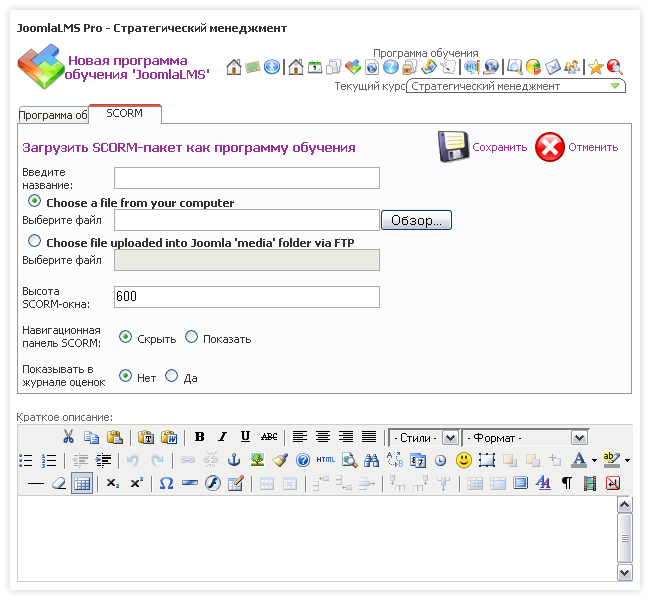 JoomlaLMS Pro - Стратегический менеджмент
Новая программа
обучения 'JoomlaLMS'
Программа обучения
Текущий курс
Стратегический менеджмент
Программа об
SCORM
Загрузить SCORM-пакет как программу обучения
Сохранить
Отменить
Введите
название:
Choose a file from your computer
Выберите файл
Обзор...
Choose file uploaded into Joomla 'media' folder via FTP
Выберите файл
Высота
SCORM-окна:
600
Навигационная
панель SCORM:
Скрыть
Показать
Показывать в
журнале оценок
Нет
Да
Краткое описание:
B I U ABC
- Стили -
- Формат -
HTML